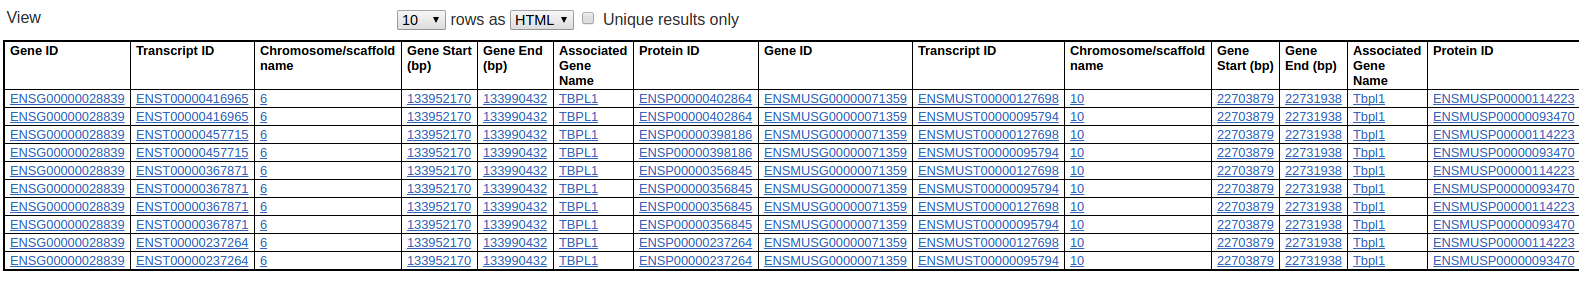 View 10 rows as HTML Unique results only
Gene ID Transcript ID Chromosome/scaffold name Gene Start (bp) Gene End (bp) Associated Gene Name Protein ID Gene ID Transcript ID Chromosome/scaffold name Gene Start (bp) Gene End (bp) Associated Gene Name Protein ID
ENSG00000028839 ENST00000416965 6 133952170 133990432 TBPL1 ENSP00000402864 ENSMUSG00000071359 ENSMUST00000127698 10 22703879 22731938 Tbpl1 ENSMUSP00000114223
ENSG00000028839 ENST00000416965 6 133952170 133990432 TBPL1 ENSP00000402864 ENSMUSG00000071359 ENSMUST00000095794 10 22703879 22731938 Tbpl1 ENSMUSP00000093470
ENSG00000028839 ENST00000457715 6 133952170 133990432 TBPL1 ENSP00000398186 ENSMUSG00000071359 ENSMUST00000127698 10 22703879 22731938 Tbpl1 ENSMUSP00000114223
ENSG00000028839 ENST00000457715 6 133952170 133990432 TBPL1 ENSP00000398186 ENSMUSG00000071359 ENSMUST00000095794 10 22703879 22731938 Tbpl1 ENSMUSP00000093470
ENSG00000028839 ENST00000367871 6 133952170 133990432 TBPL1 ENSP00000356845 ENSMUSG00000071359 ENSMUST00000127698 10 22703879 22731938 Tbpl1 ENSMUSP00000114223
ENSG00000028839 ENST00000367871 6 133952170 133990432 TBPL1 ENSP00000356845 ENSMUSG00000071359 ENSMUST00000095794 10 22703879 22731938 Tbpl1 ENSMUSP00000093470
ENSG00000028839 ENST00000367871 6 133952170 133990432 TBPL1 ENSP00000356845 ENSMUSG00000071359 ENSMUST00000127698 10 22703879 22731938 Tbpl1 ENSMUSP00000114223
ENSG00000028839 ENST00000367871 6 133952170 133990432 TBPL1 ENSP00000356845 ENSMUSG00000071359 ENSMUST00000095794 10 22703879 22731938 Tbpl1 ENSMUSP00000093470
ENSG00000028839 ENST00000237264 6 133952170 133990432 TBPL1 ENSP00000237264 ENSMUSG00000071359 ENSMUST00000127698 10 22703879 22731938 Tbpl1 ENSMUSP00000114223
ENSG00000028839 ENST00000237264 6 133952170 133990432 TBPL1 ENSP00000237264 ENSMUSG00000071359 ENSMUST00000095794 10 22703879 22731938 Tbpl1 ENSMUSP00000093470